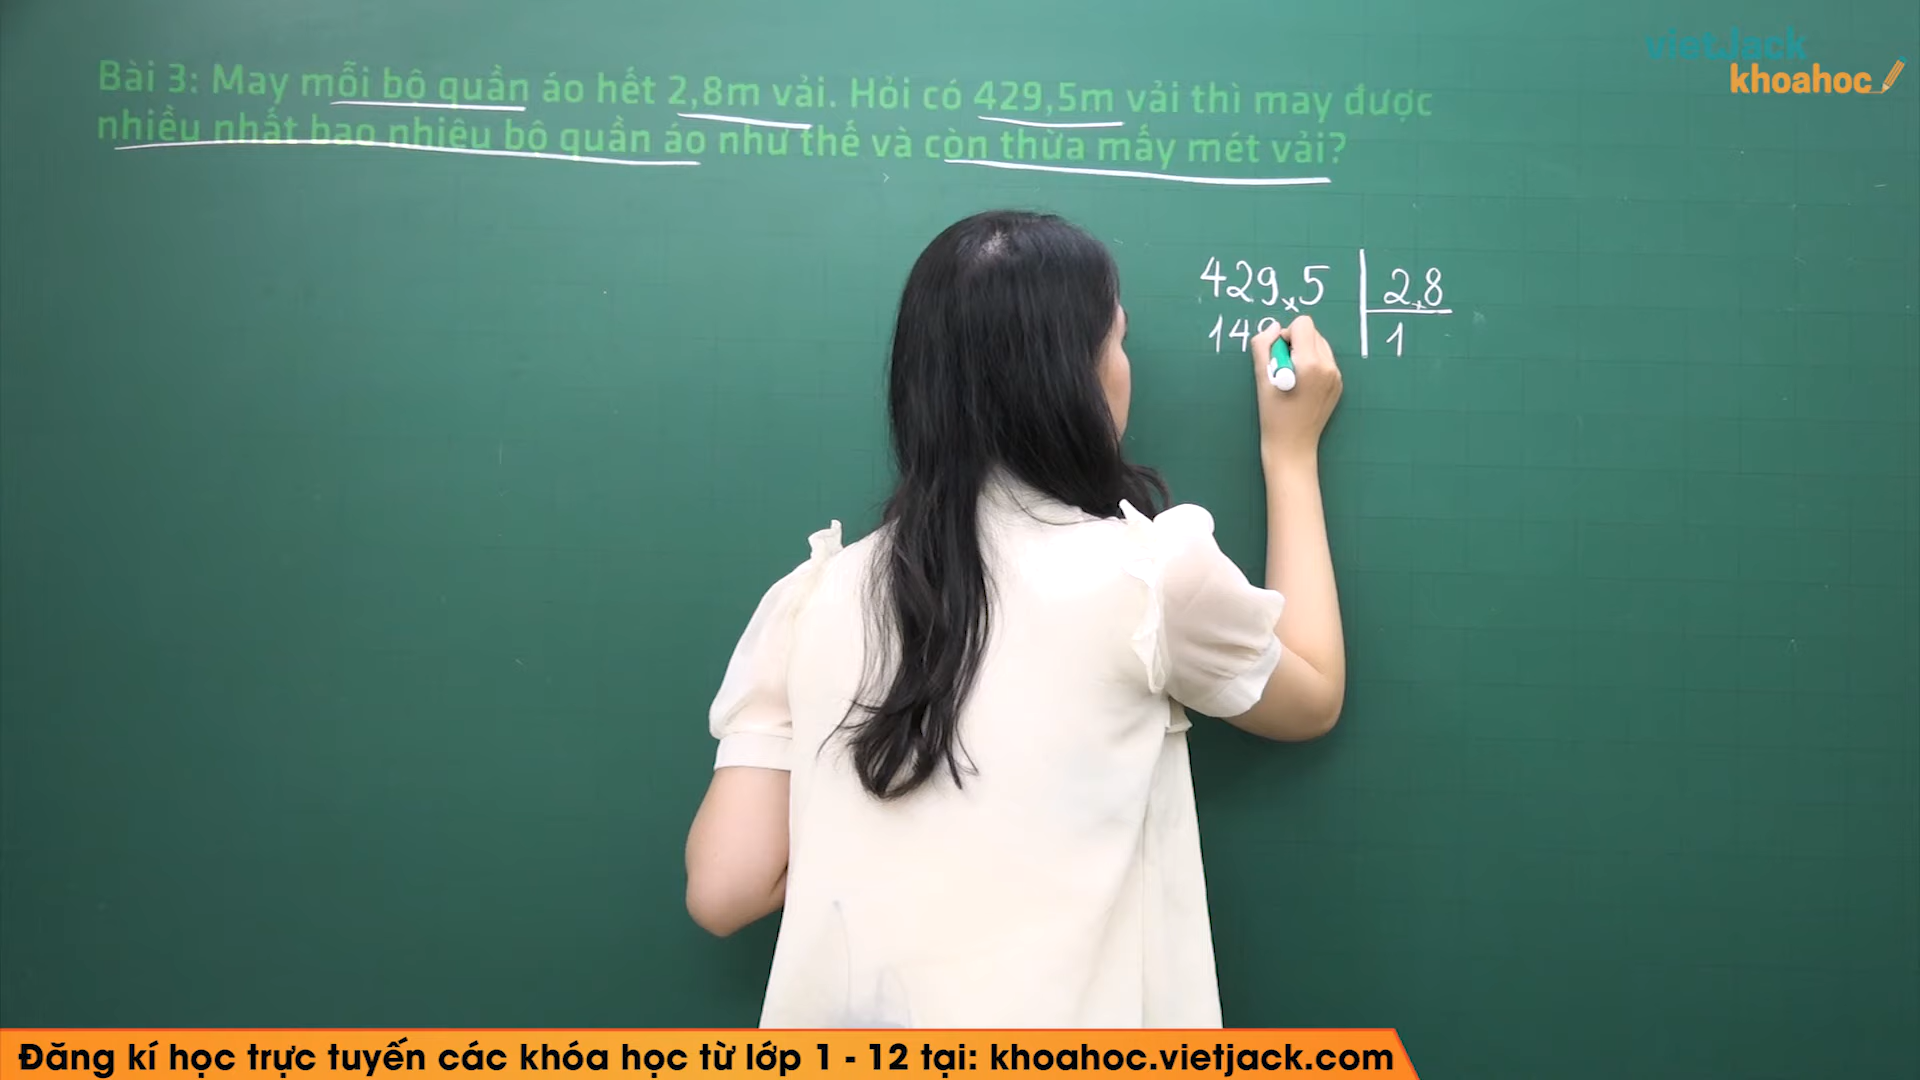 vietJack
khoahoc
Bài 3: May mỗi bộ quần áo hết 2,8m vải. Hỏi có 429,5m vải thì may được
nhiều nhất bao nhiêu bộ quần áo như thế và còn thừa mấy mét vải?
429,5 2,8
149 1
Đăng kí học trực tuyến các khóa học từ lớp 1 - 12 tại: khoahoc.vietjack.com